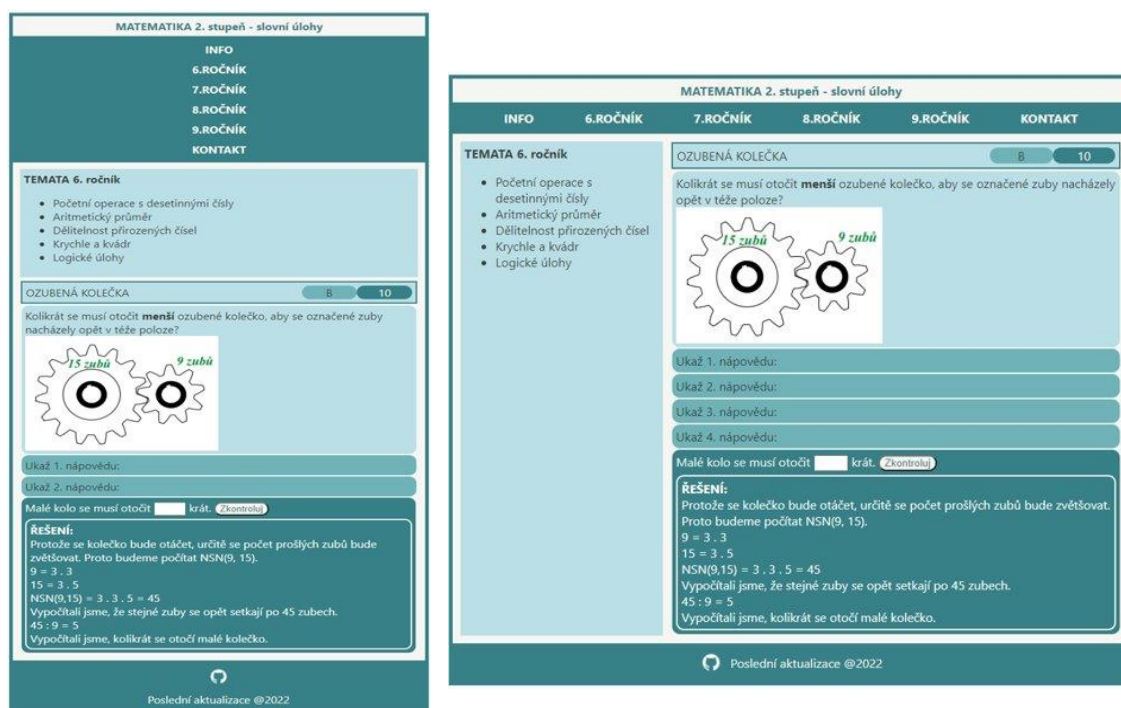 MATEMATIKA 2. stupeň - slovní úlohy
INFO
6.ROČNÍK
7.ROČNÍK
8.ROČNÍK
9.ROČNÍK
KONTAKT
TEMATA 6. ročník
Početní operace s desetinnými čísly
Aritmetický průměr
Dělitelnost přirozených čísel
Krychle a kvádr
Logické úlohy
OZUBENÁ KOLEČKA B 10
Kolikrát se musí otočit menší ozubené kolečko, aby se označené zuby
nacházely opět v téže poloze?
15 zubů 9 zubů
Ukaž 1. nápovědu:
Ukaž 2. nápovědu:
Malé kolo se musí otočit krát. Zkontroluj
ŘEŠENÍ:
Protože se kolečko bude otáčet, určitě se počet prošlých zubů bude
zvětšovat. Proto budeme počítat NSN(9, 15).
9 = 3 . 3
15 = 3 . 5
NSN(9,15) = 3 . 3 . 5 = 45
Vypočítali jsme, že stejné zuby se opět setkají po 45 zubech.
45 : 9 = 5
Vypočítali jsme, kolikrát se otočí malé kolečko.
Poslední aktualizace @2022
MATEMATIKA 2. stupeň - slovní úlohy
INFO 6.ROČNÍK 7.ROČNÍK 8.ROČNÍK 9.ROČNÍK KONTAKT
TEMATA 6. ročník
Početní operace s
desetinnými čísly
Aritmetický průměr
Dělitelnost přirozených čísel
Krychle a kvádr
Logické úlohy
OZUBENÁ KOLEČKA B 10
Kolikrát se musí otočit menší ozubené kolečko, aby se označené zuby nacházely
opět v téže poloze?
15 zubů 9 zubů
Ukaž 1. nápovědu:
Ukaž 2. nápovědu:
Ukaž 3. nápovědu:
Ukaž 4. nápovědu:
Malé kolo se musí otočit krát. Zkontroluj
ŘEŠENÍ:
Protože se kolečko bude otáčet, určitě se počet prošlých zubů bude zvětšovat.
Proto budeme počítat NSN(9, 15).
9 = 3 . 3
15 = 3 . 5
NSN(9,15) = 3 . 3 . 5 = 45
Vypočítali jsme, že stejné zuby se opět setkají po 45 zubech.
45 : 9 = 5
Vypočítali jsme, kolikrát se otočí malé kolečko.
Poslední aktualizace @2022